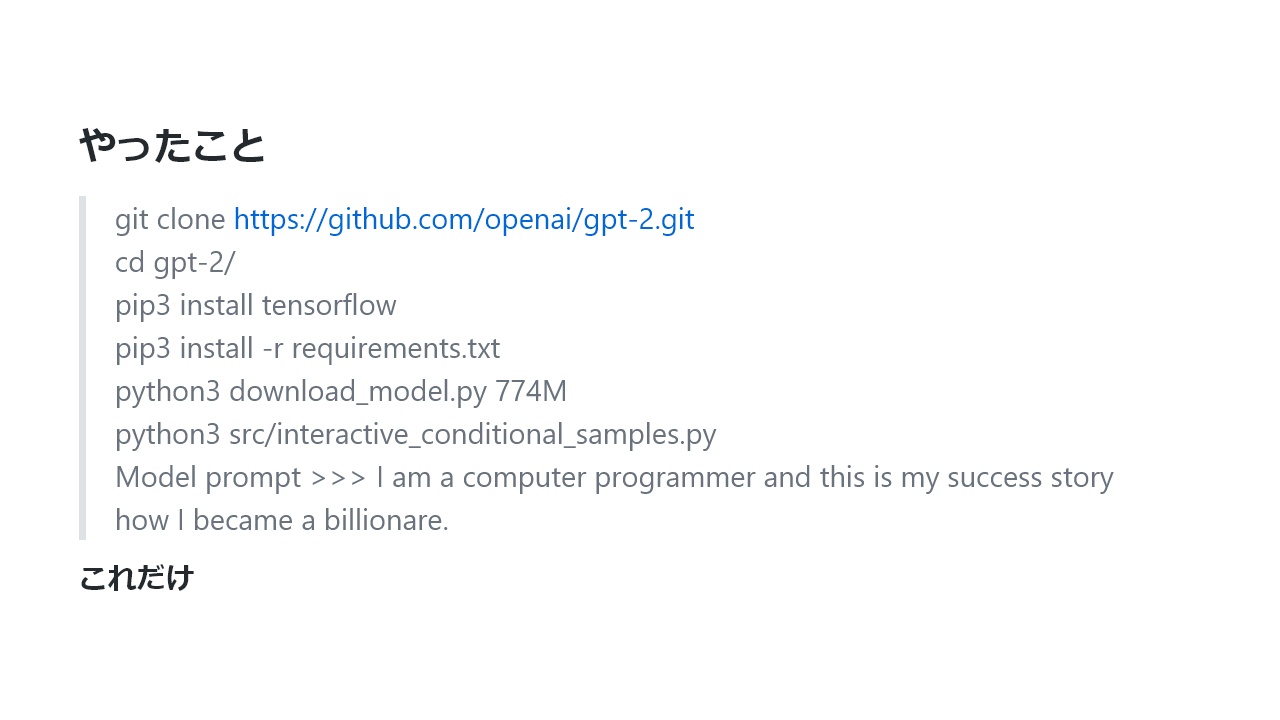 やったこと
git clone https://github.com/openai/gpt-2.git
cd gpt-2/
pip3 install tensorflow
pip3 install -r requirements.txt
python3 download_model.py 774M
python3 src/interactive_conditional_samples.py
Model prompt >>> I am a computer programmer and this is my success story
how I became a billionare.
これだけ